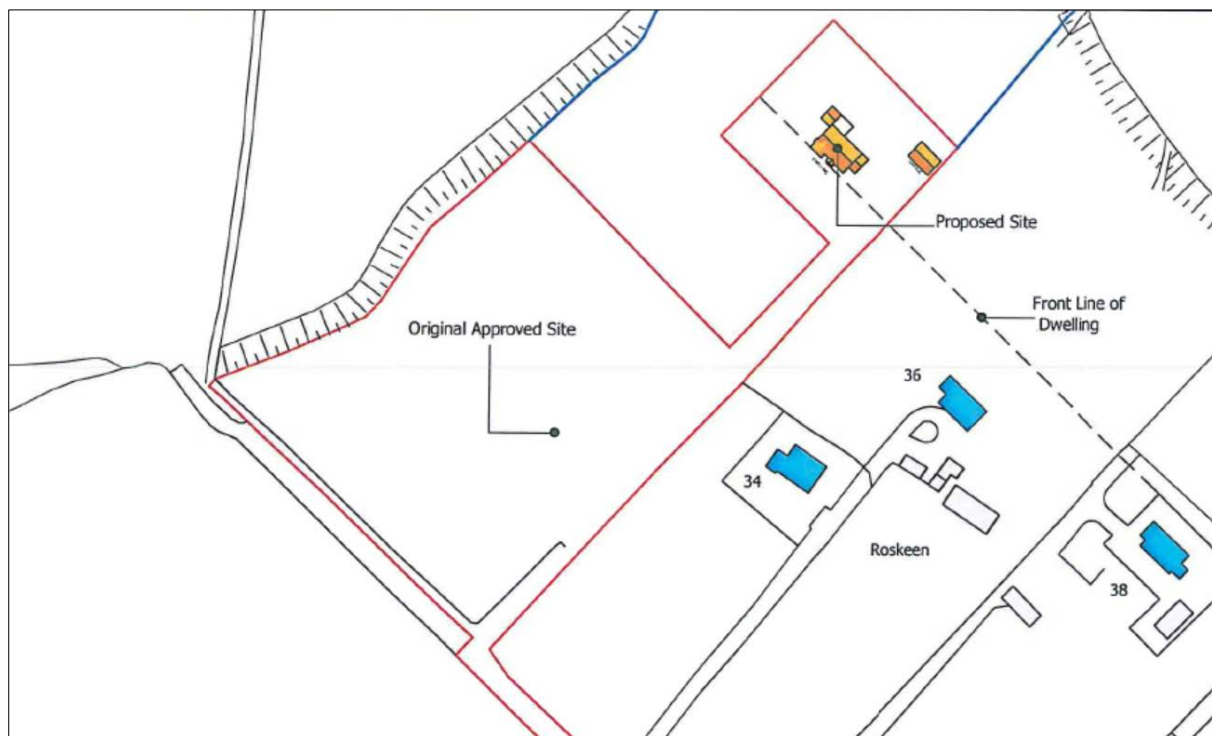 Proposed Site
Front Line of
Dwelling
Original Approved Site
36
34
Roskeen
38